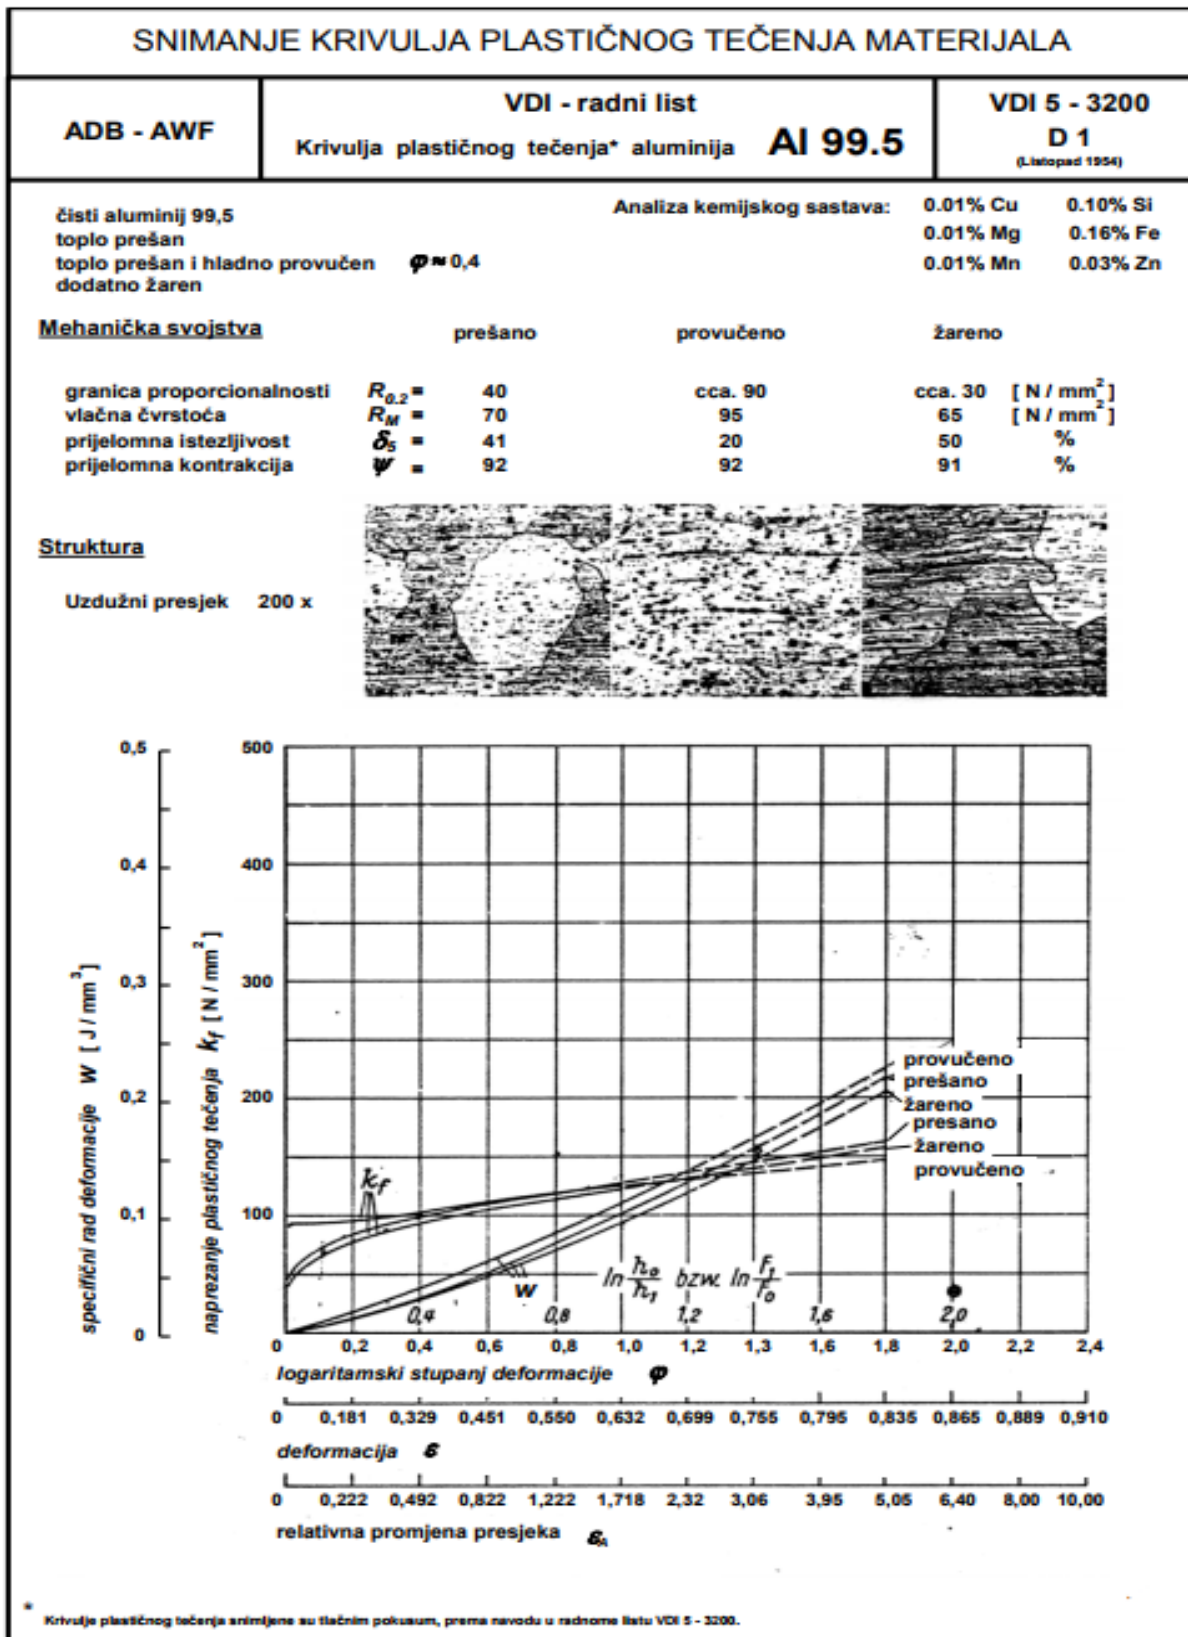 SNIMANJE KRIVULJA PLASTIČNOG TEČENJA MATERIJALA
ADB - AWF
VDI - radni list
Krivulja plastičnog tečenja* aluminija Al 99.5
VDI 5 - 3200
D 1
(Listopad 1954)
čisti aluminij 99,5
toplo prešan
toplo prešan i hladno provučen φ ≈ 0,4
dodatno žaren
Analiza kemijskog sastava: 0.01% Cu 0.10% Si
0.01% Mg 0.16% Fe
0.01% Mn 0.03% Zn
Mehanička svojstva prešano provučeno žareno
granica proporcionalnosti R0.2 = 40 cca. 90 cca. 30 [ N / mm² ]
vlačna čvrstoća RM = 70 95 65 [ N / mm² ]
prijelomna istezljivost δ5 = 41 20 50 %
prijelomna kontrakcija ψ = 92 92 91 %
Struktura
Uzdužni presjek 200 x
specifični rad deformacije W [ J / mm³ ]
0,5
0,4
0,3
0,2
0,1
0
naprezanje plastičnog tečenja kf [ N / mm² ]
500
400
300
200
100
kf
w
provučeno
prešano
žareno
presano
žareno
provučeno
ln h0/h1 bzw. ln F1/F0
0,4 0,8 1,2 1,6 2,0
0 0,2 0,4 0,6 0,8 1,0 1,2 1,3 1,6 1,8 2,0 2,2 2,4
logaritamski stupanj deformacije φ
0 0,181 0,329 0,451 0,550 0,632 0,699 0,755 0,795 0,835 0,865 0,889 0,910
deformacija ε
0 0,222 0,492 0,822 1,222 1,718 2,32 3,06 3,95 5,05 6,40 8,00 10,00
relativna promjena presjeka εA
* Krivulje plastičnog tečenja snimljene su tlačnim pokusum, prema navodu u radnome listu VDI 5 - 3200.